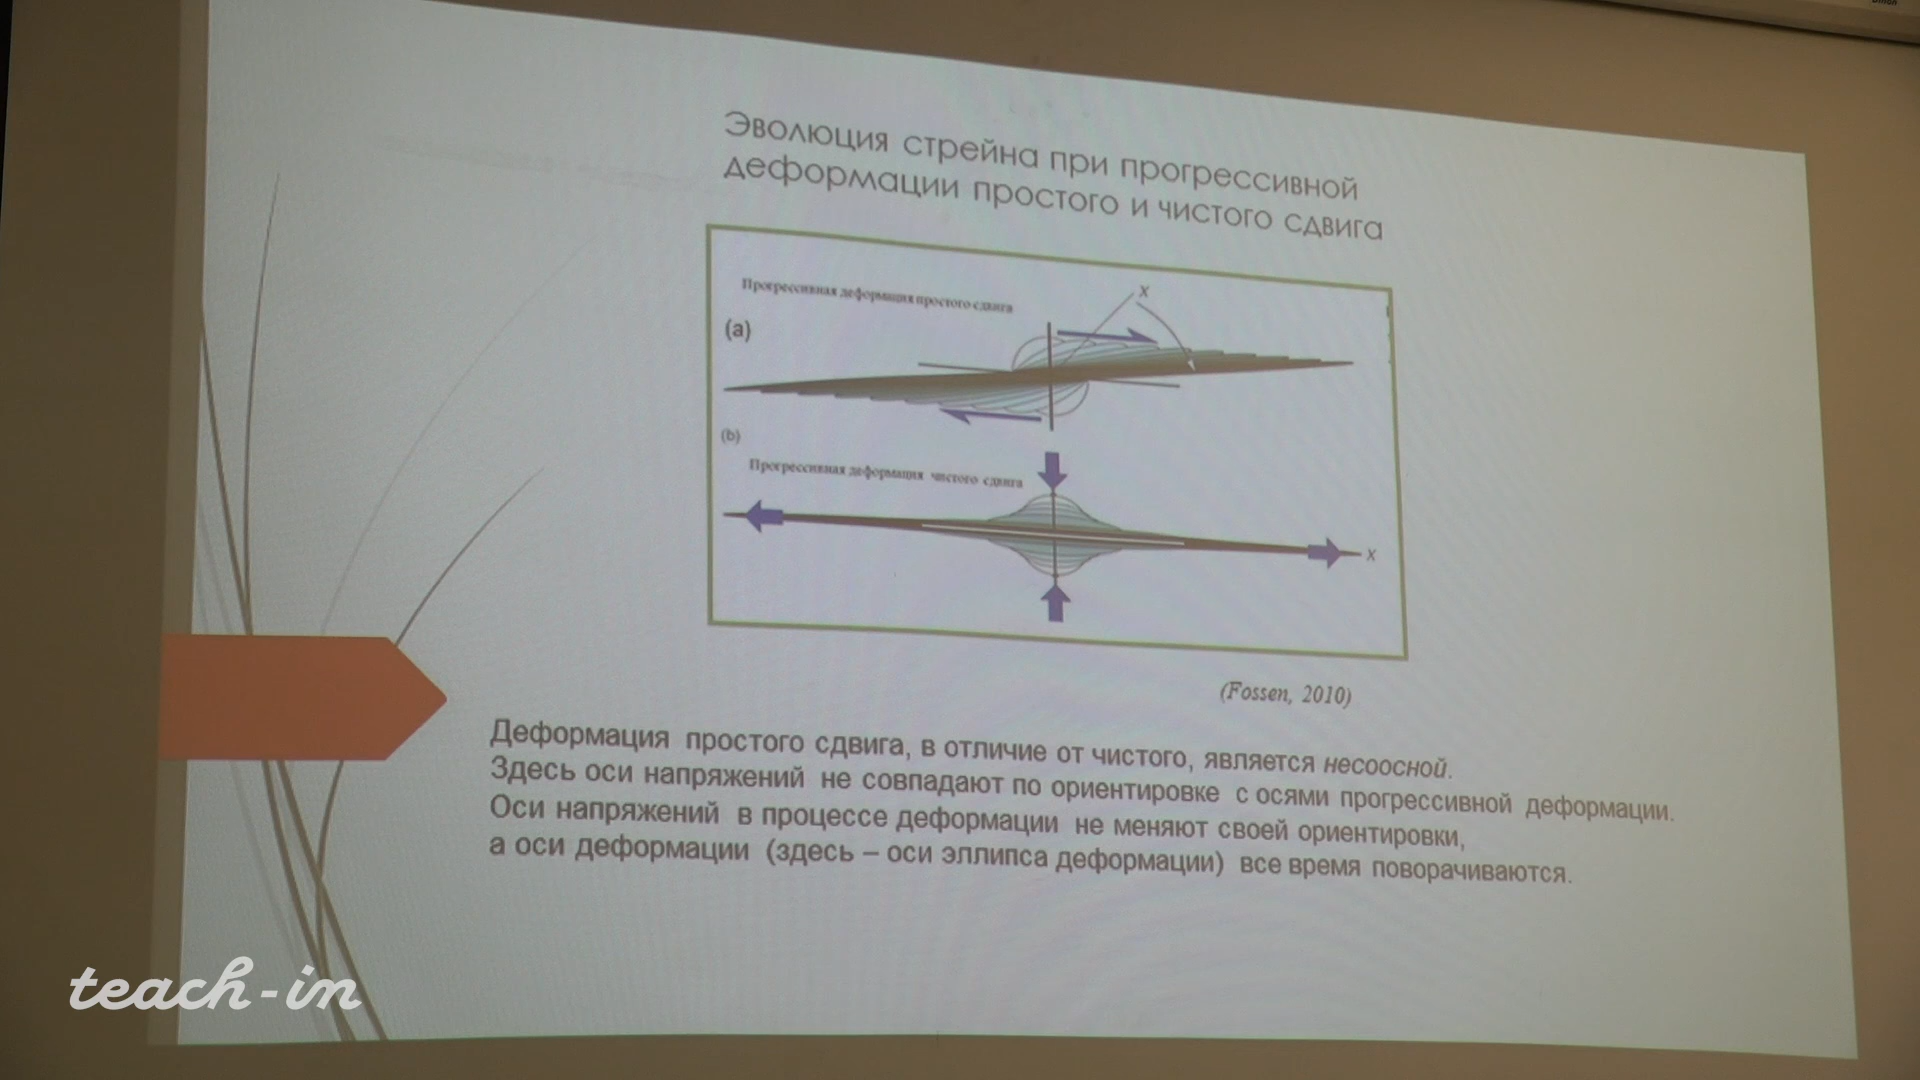 Эволюция стрейна при прогрессивной
деформации простого и чистого сдвига
Прогрессивная деформация простого сдвига
X
(a)
(b)
Прогрессивная деформация чистого сдвига
X
(Fossen, 2010)
Деформация простого сдвига, в отличие от чистого, является несоосной.
Здесь оси напряжений не совпадают по ориентировке с осями прогрессивной деформации.
Оси напряжений в процессе деформации не меняют своей ориентировки,
а оси деформации (здесь – оси эллипса деформации) все время поворачиваются.
teach-in